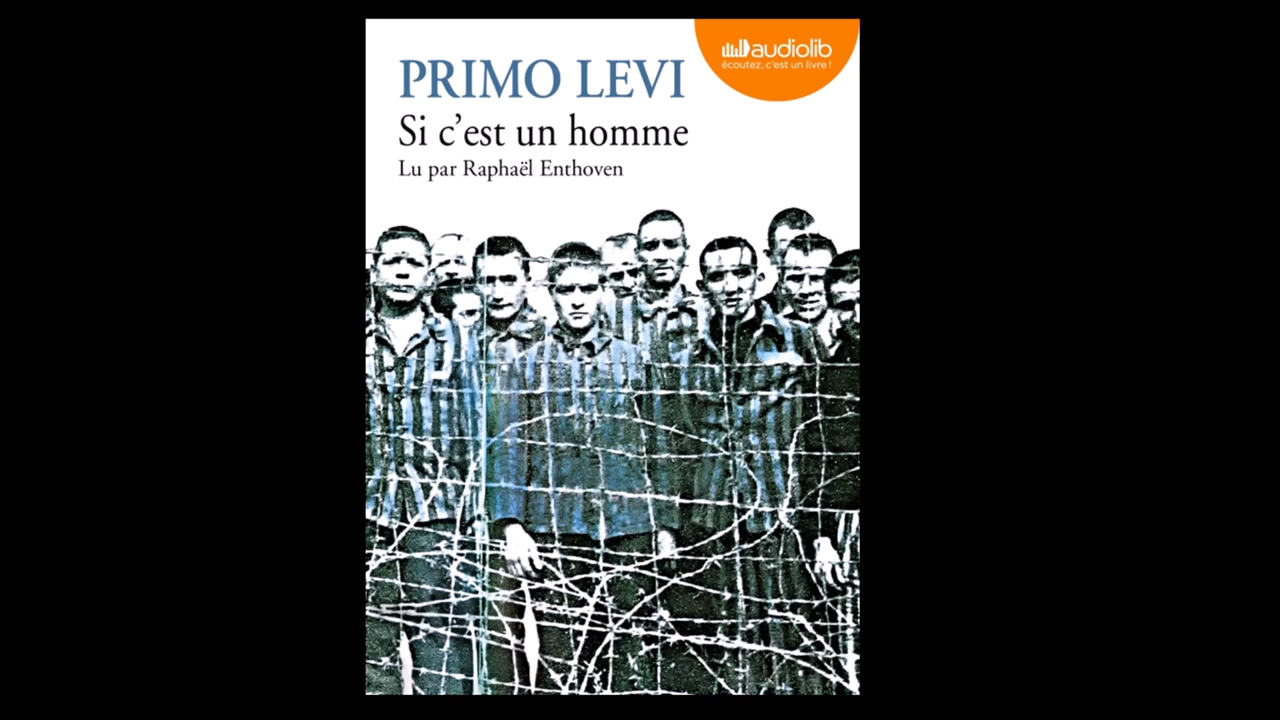 audiolib
écoutez, c'est un livre !
PRIMO LEVI
Si c'est un homme
Lu par Raphaël Enthoven